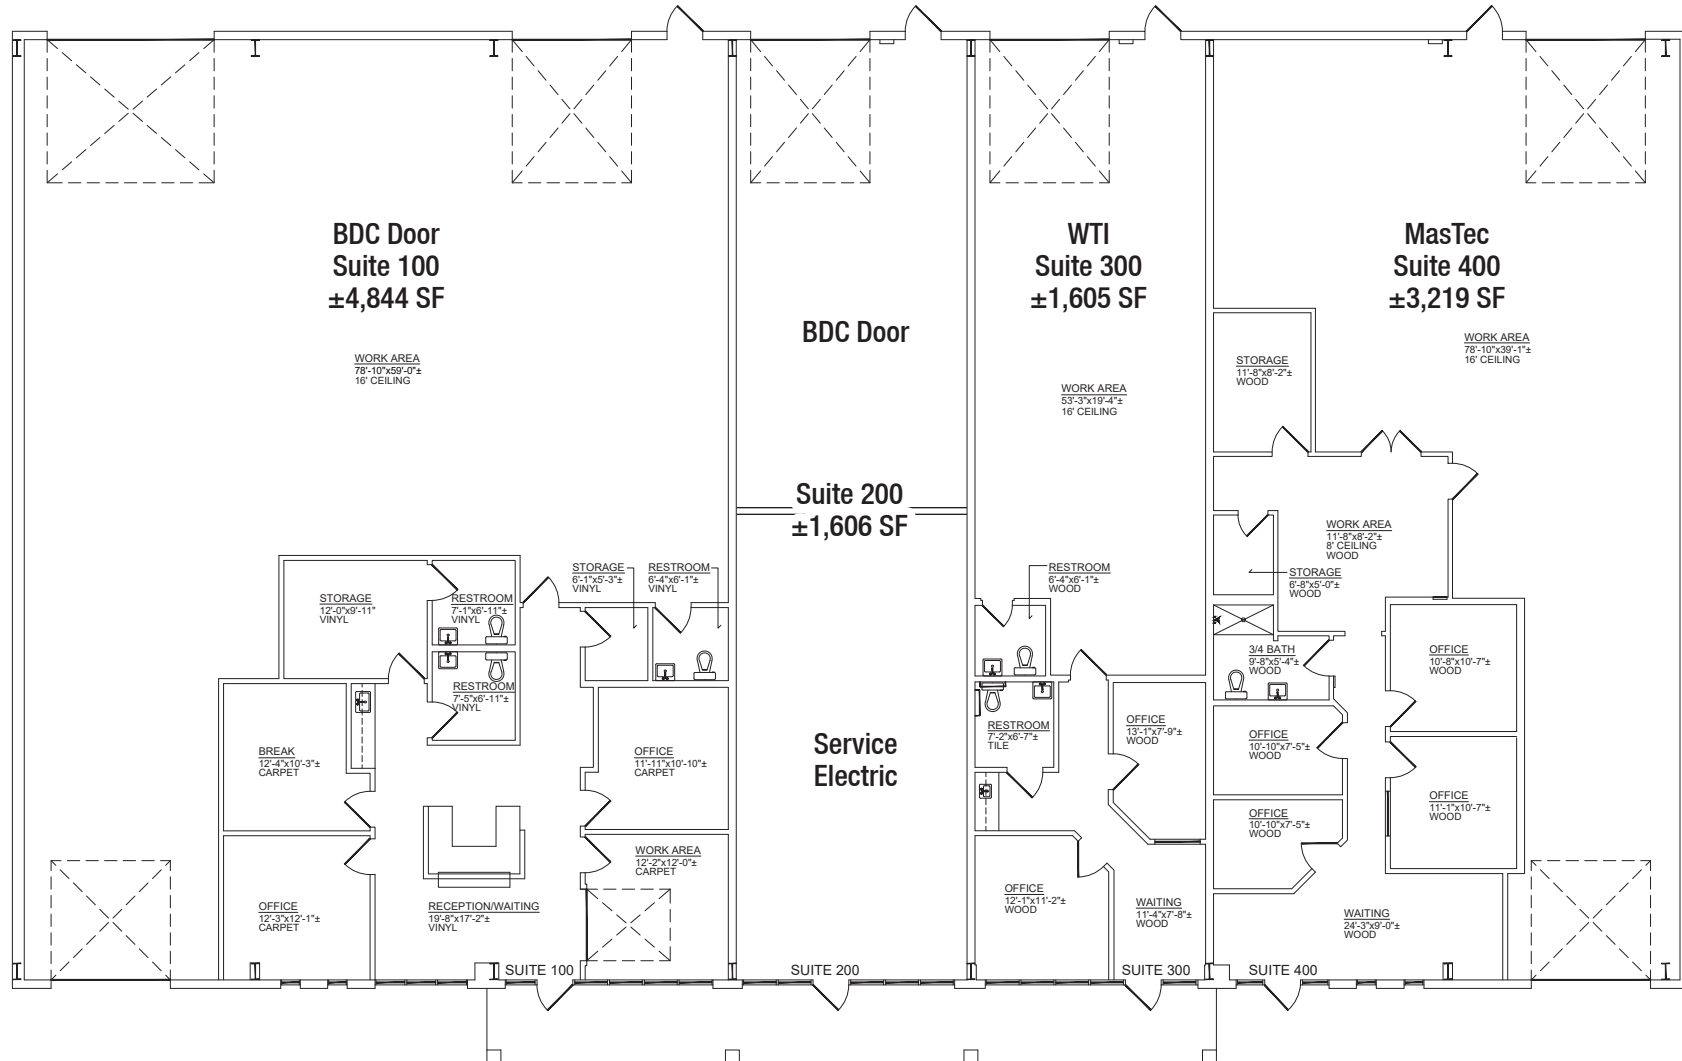 BDC Door
Suite 100
±4,844 SF
WORK AREA
78'-10"x59'-0"±
16' CEILING
STORAGE
12'-0"x9'-11"
VINYL
RESTROOM
7'-1"x6'-11"±
VINYL
RESTROOM
7'-5"x6'-11"±
VINYL
STORAGE
6'-1"x5'-3"±
VINYL
RESTROOM
6'-4"x6'-1"±
VINYL
BREAK
12'-4"x10'-3"±
CARPET
OFFICE
11'-11"x10'-10"±
CARPET
OFFICE
12'-3"x12'-1"±
CARPET
RECEPTION/WAITING
19'-8"x17'-2"±
VINYL
WORK AREA
12'-2"x12'-0"±
CARPET
SUITE 100
BDC Door
Suite 200
±1,606 SF
Service
Electric
SUITE 200
WTI
Suite 300
±1,605 SF
WORK AREA
53'-3"x19'-4"±
16' CEILING
RESTROOM
6'-4"x6'-1"±
WOOD
RESTROOM
7'-2"x6'-7"±
TILE
OFFICE
13'-1"x7'-9"±
WOOD
OFFICE
12'-1"x11'-2"±
WOOD
WAITING
11'-4"x7'-8"±
WOOD
SUITE 300
MasTec
Suite 400
±3,219 SF
WORK AREA
78'-10"x39'-1"±
16' CEILING
STORAGE
11'-8"x8'-2"±
WOOD
WORK AREA
11'-8"x8'-2"±
8' CEILING
WOOD
STORAGE
6'-8"x5'-0"±
WOOD
3/4 BATH
9'-8"x5'-4"±
WOOD
OFFICE
10'-8"x10'-7"±
WOOD
OFFICE
10'-10"x7'-5"±
WOOD
OFFICE
11'-1"x10'-7"±
WOOD
OFFICE
10'-10"x7'-5"±
WOOD
WAITING
24'-3"x9'-0"±
WOOD
SUITE 400